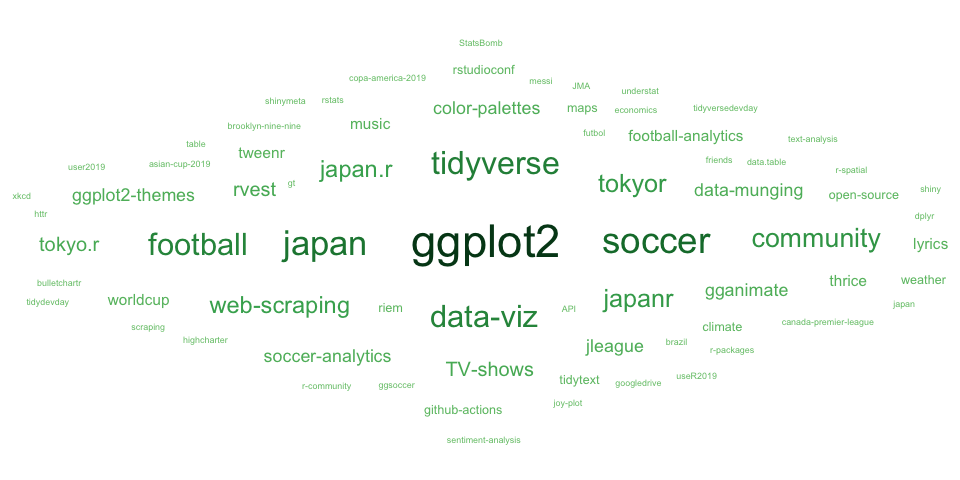 StatsBomb
rstudioconf
copa-america-2019
messi
JMA
understat
shinymeta
rstats
color-palettes
maps
economics
tidyversedevday
brooklyn-nine-nine
music
futbol
football-analytics
text-analysis
table
tweenr
user2019
asian-cup-2019
japan.r
tidyverse
friends
data.table
r-spatial
xkcd
ggplot2-themes
rvest
gt
tokyor
data-munging
open-source
shiny
httr
dplyr
tokyo.r
football
japan
ggplot2
soccer
community
lyrics
bulletchartr
tidydevday
worldcup
web-scraping
riem
data-viz
API
japanr
gganimate
thrice
weather
japan
scraping
highcharter
climate
canada-premier-league
soccer-analytics
jleague
brazil
r-packages
TV-shows
r-community
ggsoccer
tidytext
googledrive
useR2019
github-actions
joy-plot
sentiment-analysis